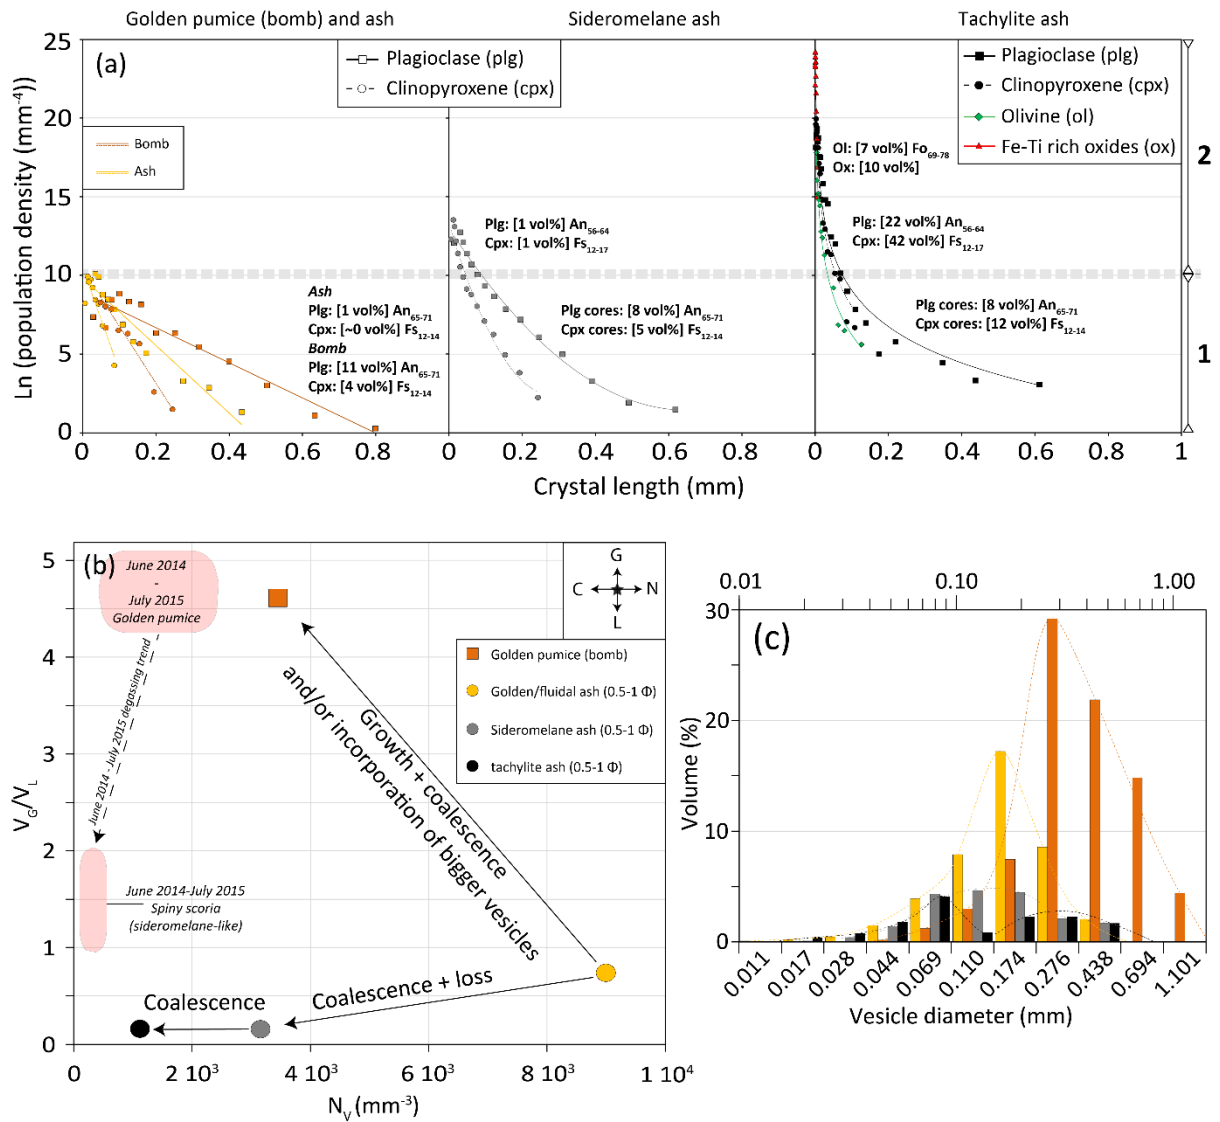 Golden pumice (bomb) and ash
Sideromelane ash
Tachylite ash
(a)
Ln (population density (mm⁻⁴))
25
20
15
10
5
0
Plagioclase (plg)
Clinopyroxene (cpx)
Bomb
Ash
Ash
Plg: [1 vol%] An₆₅₋₇₁
Cpx: [~0 vol%] Fs₁₂₋₁₄
Bomb
Plg: [11 vol%] An₆₅₋₇₁
Cpx: [4 vol%] Fs₁₂₋₁₄
Plg: [1 vol%] An₅₆₋₆₄
Cpx: [1 vol%] Fs₁₂₋₁₇
Plg cores: [8 vol%] An₆₅₋₇₁
Cpx cores: [5 vol%] Fs₁₂₋₁₄
Plagioclase (plg)
Clinopyroxene (cpx)
Olivine (ol)
Fe-Ti rich oxides (ox)
Ol: [7 vol%] Fo₆₉₋₇₈
Ox: [10 vol%]
Plg: [22 vol%] An₅₆₋₆₄
Cpx: [42 vol%] Fs₁₂₋₁₇
Plg cores: [8 vol%] An₆₅₋₇₁
Cpx cores: [12 vol%] Fs₁₂₋₁₄
2
1
0 0.2 0.4 0.6 0.8 0 0.2 0.4 0.6 0.8 0 0.2 0.4 0.6 0.8 1
Crystal length (mm)
(b)
V_G/V_L
5
4
3
2
1
0
June 2014
-
July 2015
Golden pumice
June 2014 - July 2015 degassing trend
June 2014-July 2015
Spiny scoria
(sideromelane-like)
G
C N
L
Golden pumice (bomb)
Golden/fluidal ash (0.5-1 Φ)
Sideromelane ash (0.5-1 Φ)
tachylite ash (0.5-1 Φ)
Growth + coalescence
and/or incorporation of bigger vesicles
Coalescence + loss
Coalescence
0 2 10³ 4 10³ 6 10³ 8 10³ 1 10⁴
N_V (mm⁻³)
0.01 0.10 1.00
(c)
Volume (%)
30
20
10
0
0.011 0.017 0.028 0.044 0.069 0.110 0.174 0.276 0.438 0.694 1.101
Vesicle diameter (mm)